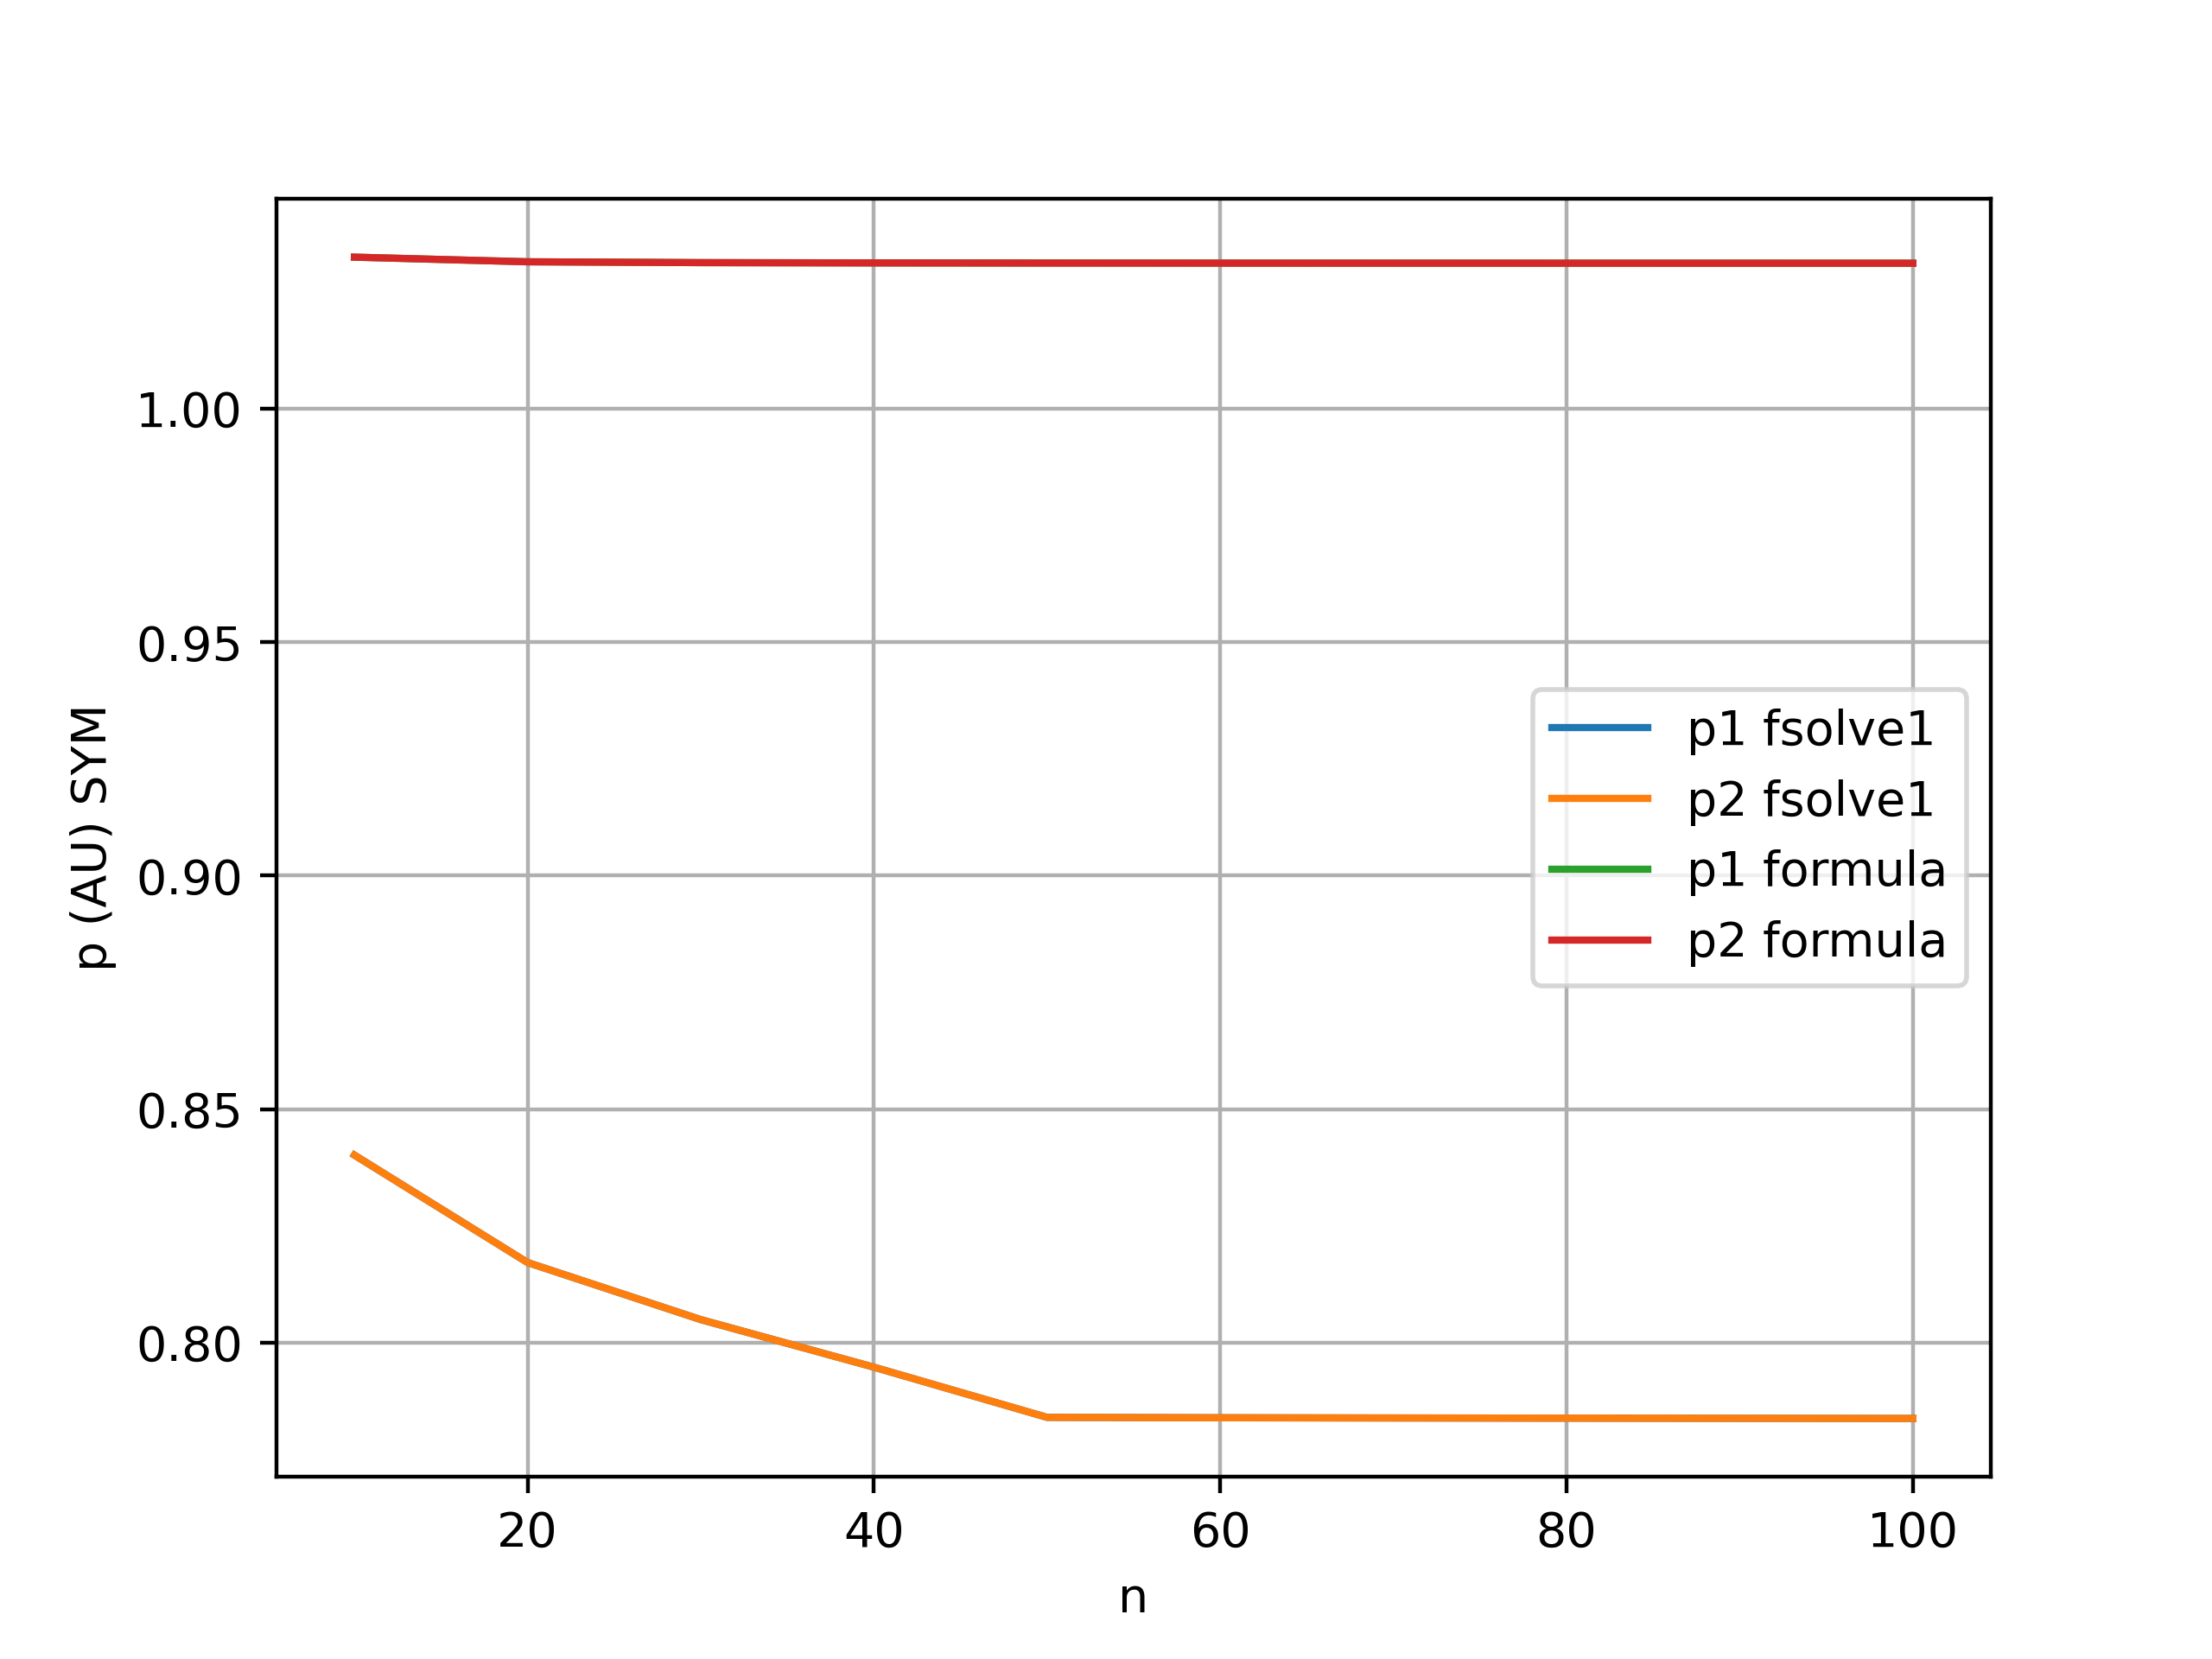 p (AU) SYM
1.00
0.95
0.90
0.85
0.80
p1 fsolve1
p2 fsolve1
p1 formula
p2 formula
20 40 60 80 100
n